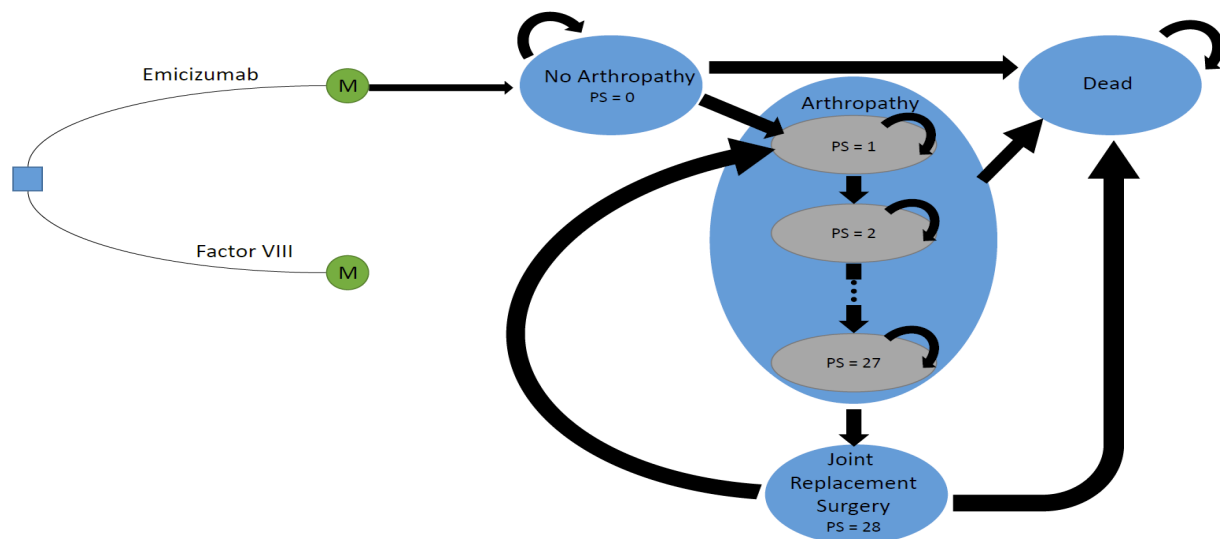 Emicizumab
M
Factor VIII
M
No Arthropathy
PS = 0
Arthropathy
PS = 1
PS = 2
PS = 27
Joint
Replacement
Surgery
PS = 28
Dead